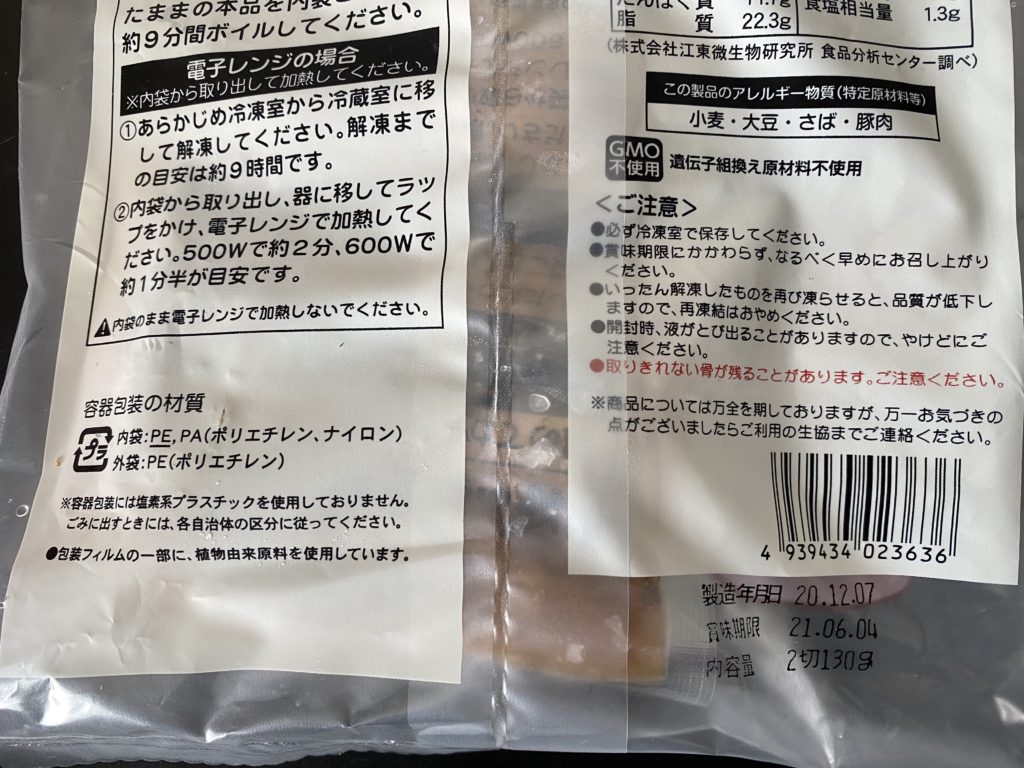 たままの本品を内袋ご
約9分間ボイルしてください。
電子レンジの場合
※内袋から取り出して加熱してください。
①あらかじめ冷凍室から冷蔵室に移
して解凍してください。解凍まで
の目安は約9時間です。
②内袋から取り出し、器に移してラッ
プをかけ、電子レンジで加熱してく
ださい。500Wで約2分、600Wで
約1分半が目安です。
⚠内袋のまま電子レンジで加熱しないでください。
容器包装の材質
プラ
内袋:PE,PA(ポリエチレン、ナイロン)
外袋:PE(ポリエチレン)
※容器包装には塩素系プラスチックを使用しておりません。
ごみに出すときには、各自治体の区分に従ってください。
●包装フィルムの一部に、植物由来原料を使用しています。
たんぱく質
脂質 22.3g
食塩相当量 1.3g
(株式会社江東微生物研究所 食品分析センター調べ)
この製品のアレルギー物質(特定原材料等)
小麦・大豆・さば・豚肉
GMO
不使用
遺伝子組換え原材料不使用
<ご注意>
●必ず冷凍室で保存してください。
●賞味期限にかかわらず、なるべく早めにお召し上がり
ください。
●いったん解凍したものを再び凍らせると、品質が低下し
ますので、再凍結はおやめください。
●開封時、液がとび出ることがありますので、やけどにご
注意ください。
●取りきれない骨が残ることがあります。ご注意ください。
※商品については万全を期しておりますが、万一お気づきの
点がございましたらご利用の生協までご連絡ください。
4 939434 023636
製造年月日 20.12.07
賞味期限 21.06.04
内容量 2切130g